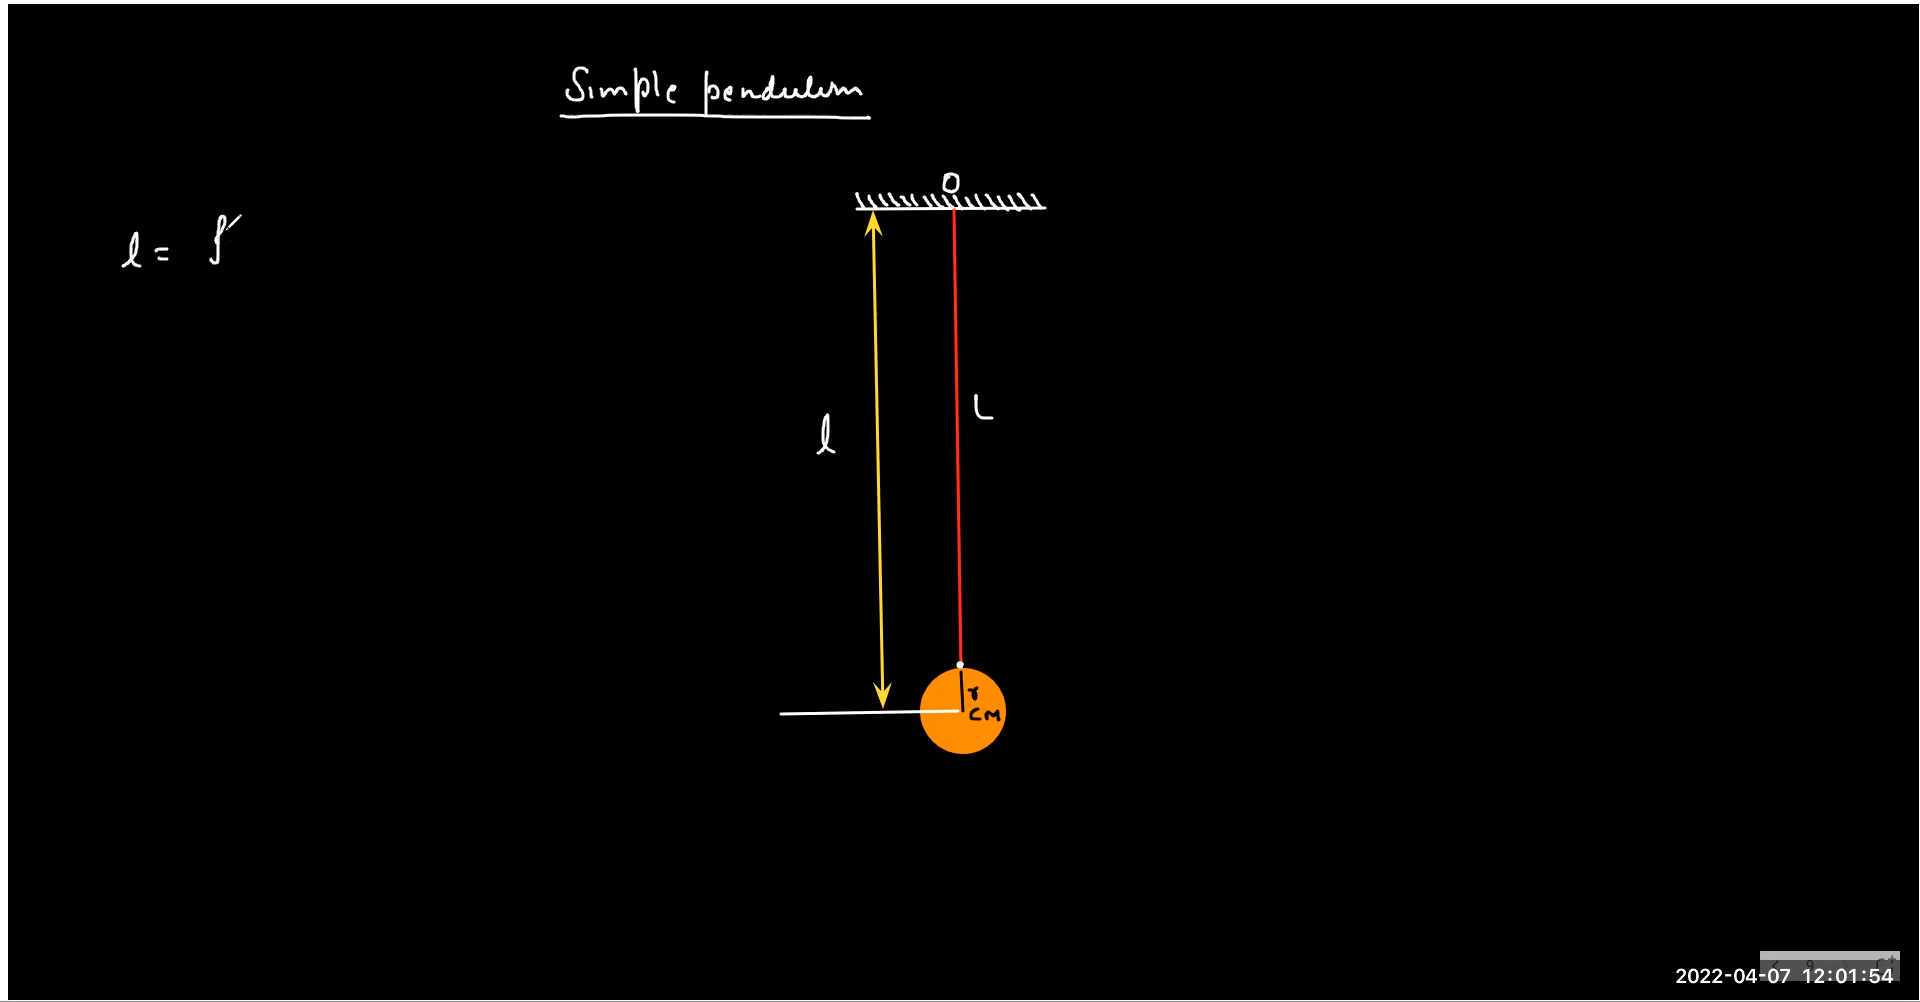 Simple pendulum
O
l =
L
l
r
CM
2022-04-07 12:01:54